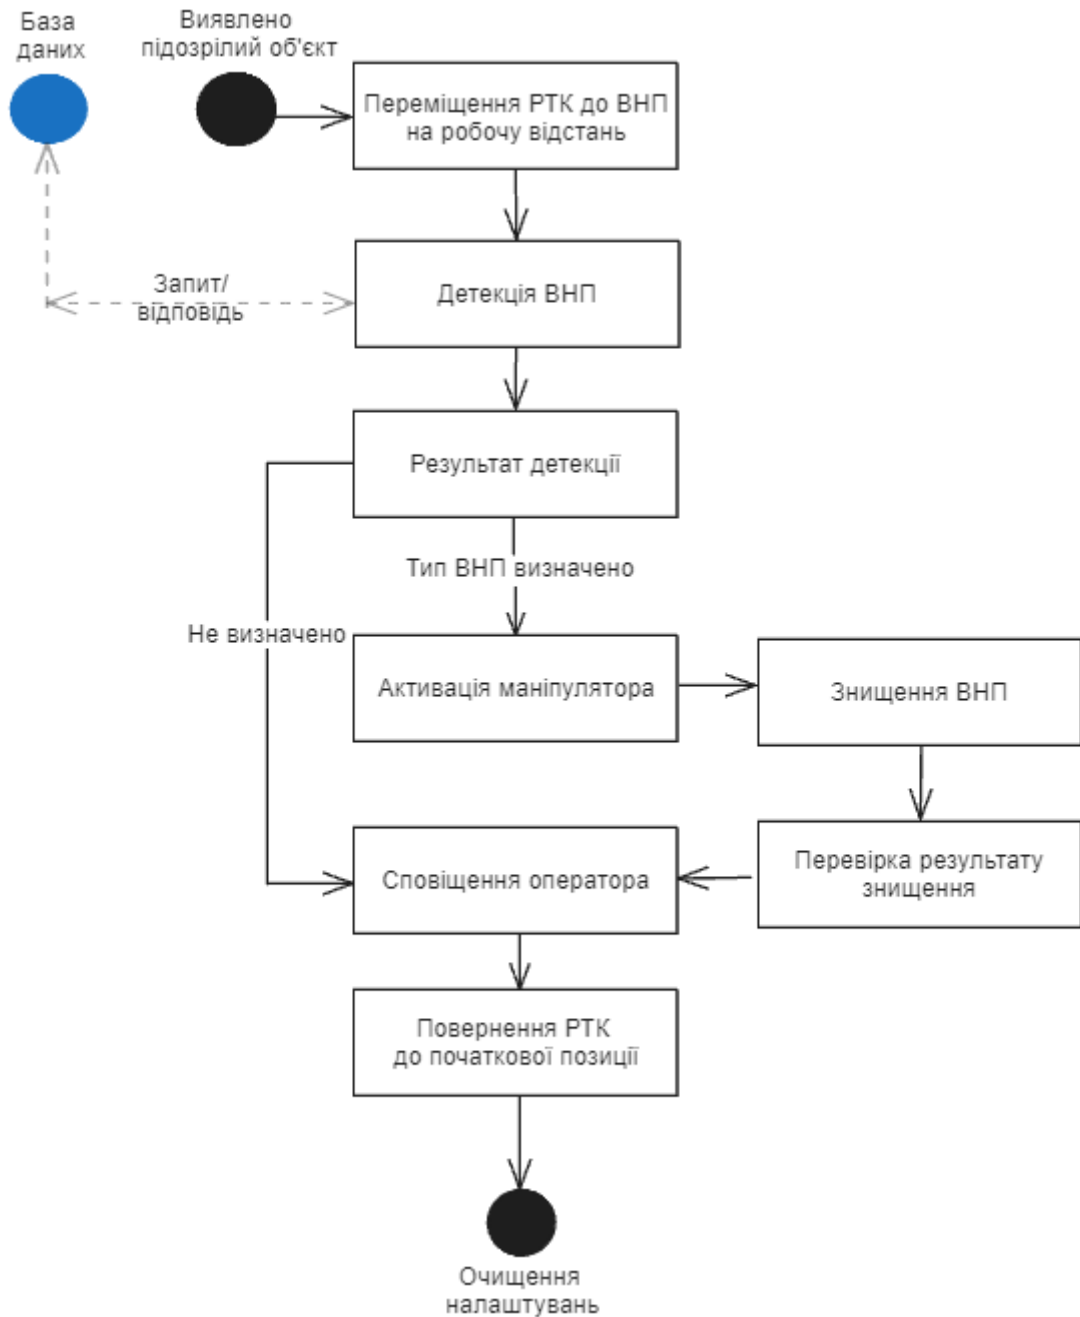 База
даних
Виявлено
підозрілий об'єкт
Переміщення РТК до ВНП
на робочу відстань
Запит/
відповідь
Детекція ВНП
Результат детекції
Тип ВНП визначено
Не визначено
Активація маніпулятора
Знищення ВНП
Сповіщення оператора
Перевірка результату
знищення
Повернення РТК
до початкової позиції
Очищення
налаштувань